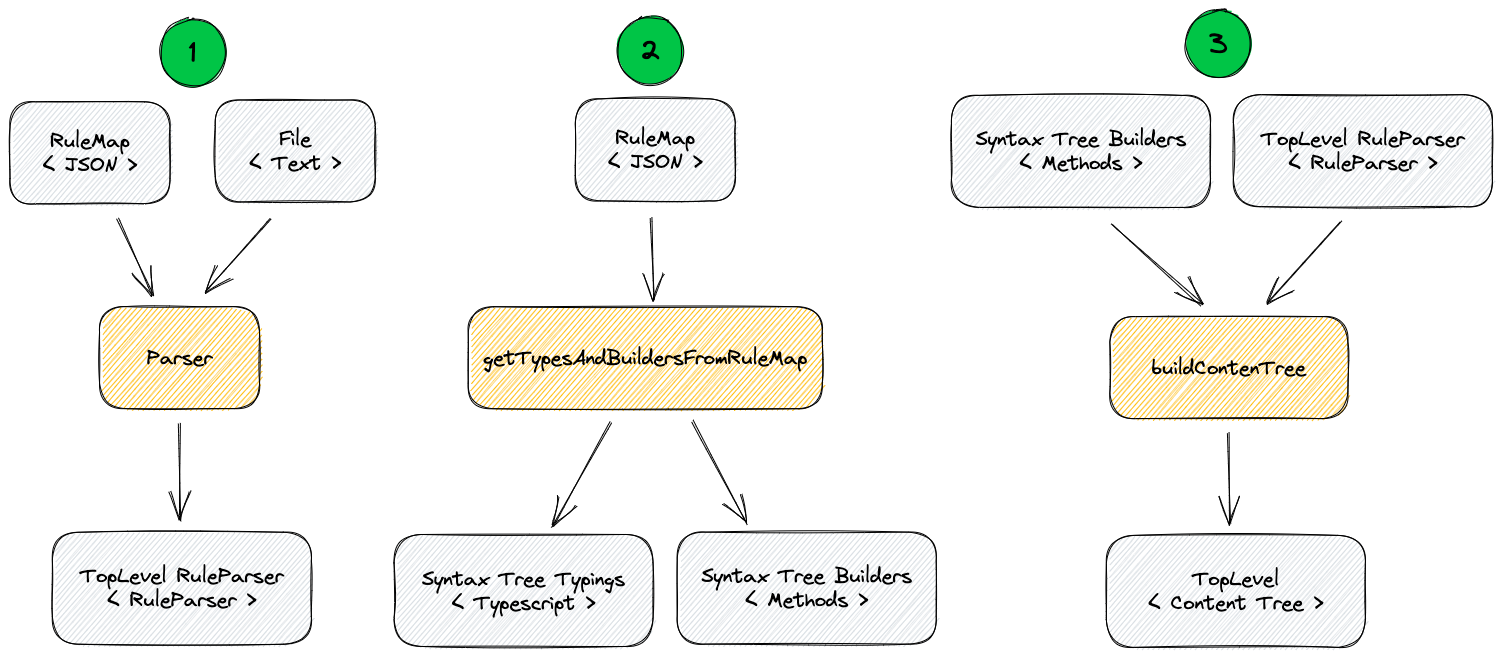 1
RuleMap
< JSON >
File
< Text >
Parser
TopLevel RuleParser
< RuleParser >
2
RuleMap
< JSON >
getTypesAndBuildersFromRuleMap
Syntax Tree Typings
< Typescript >
Syntax Tree Builders
< Methods >
3
Syntax Tree Builders
< Methods >
TopLevel RuleParser
< RuleParser >
buildContenTree
TopLevel
< Content Tree >